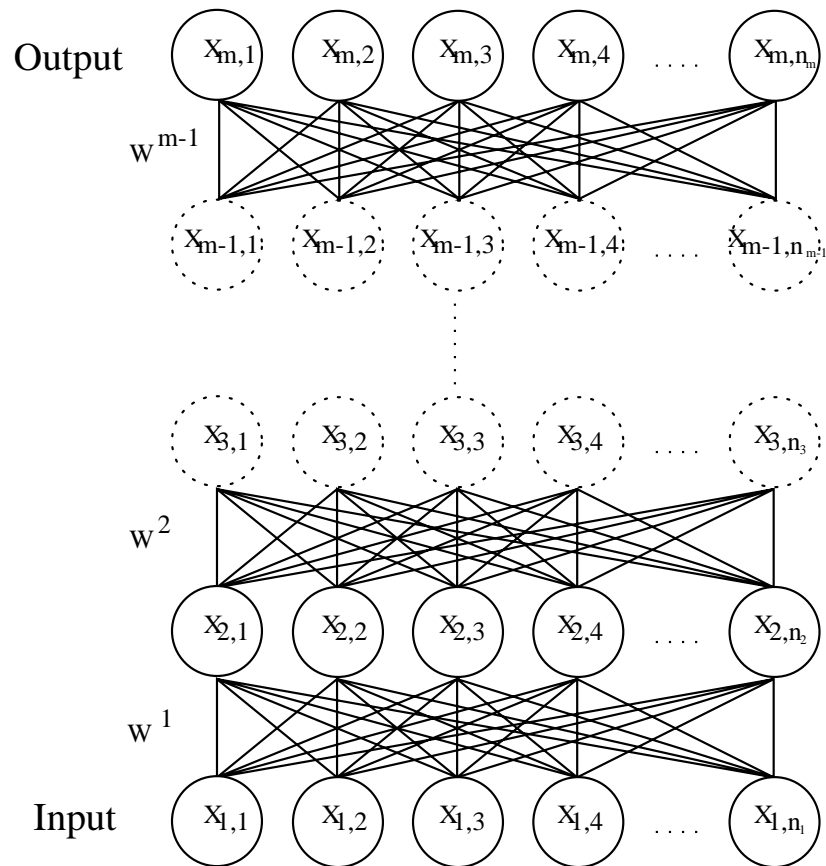 Output X_{m,1} X_{m,2} X_{m,3} X_{m,4} . . . . X_{m,n_m}
W^{m-1}
X_{m-1,1} X_{m-1,2} X_{m-1,3} X_{m-1,4} . . . . X_{m-1,n_{m-1}}
X_{3,1} X_{3,2} X_{3,3} X_{3,4} . . . . X_{3,n_3}
W^2
X_{2,1} X_{2,2} X_{2,3} X_{2,4} . . . . X_{2,n_2}
W^1
Input X_{1,1} X_{1,2} X_{1,3} X_{1,4} . . . . X_{1,n_1}